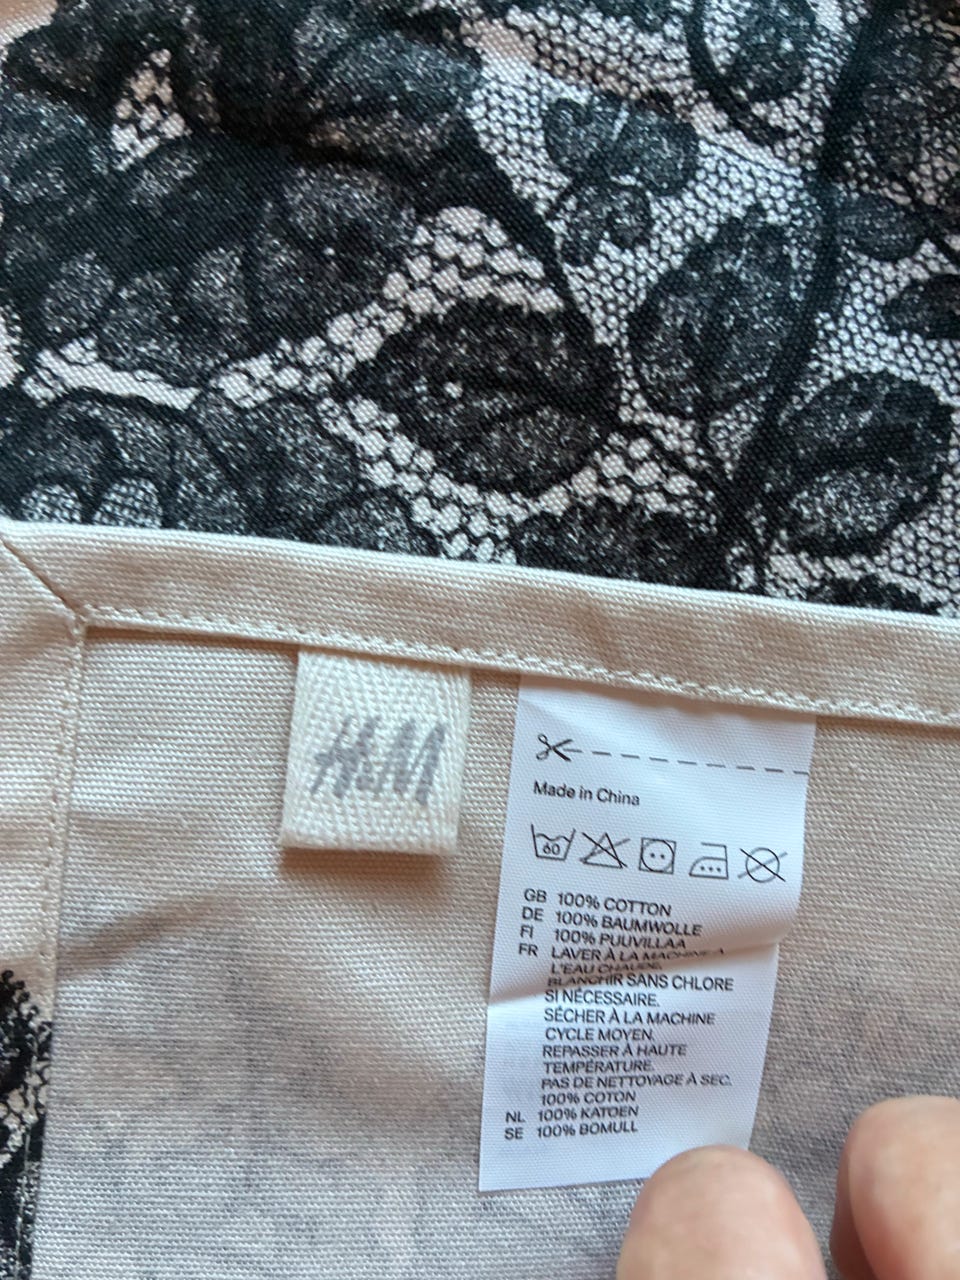 H&M
Made in China
60
GB 100% COTTON
DE 100% BAUMWOLLE
FI 100% PUUVILLAA
FR LAVER À LA MACHINE A
L'EAU CHAUDE,
BLANCHIR SANS CHLORE
SI NÉCESSAIRE.
SÉCHER À LA MACHINE
CYCLE MOYEN.
REPASSER À HAUTE
TEMPÉRATURE.
PAS DE NETTOYAGE À SEC.
100% COTON
NL 100% KATOEN
SE 100% BOMULL